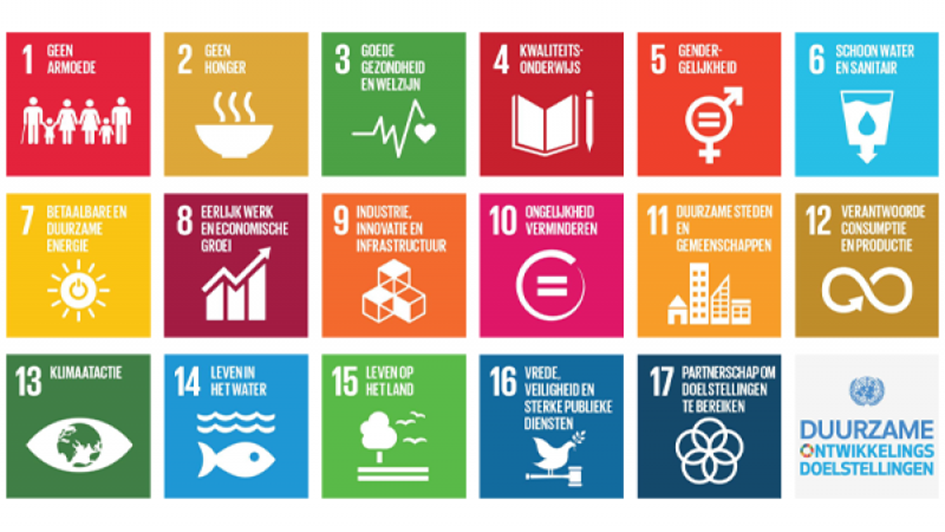 1 GEEN
ARMOEDE
2 GEEN
HONGER
3 GOEDE
GEZONDHEID
EN WELZIJN
4 KWALITEITS-
ONDERWIJS
5 GENDER-
GELIJKHEID
6 SCHOON WATER
EN SANITAIR
7 BETAALBARE EN
DUURZAME
ENERGIE
8 EERLIJK WERK
EN ECONOMISCHE
GROEI
9 INDUSTRIE,
INNOVATIE EN
INFRASTRUCTUUR
10 ONGELIJKHEID
VERMINDEREN
11 DUURZAME STEDEN
EN
GEMEENSCHAPPEN
12 VERANTWOORDE
CONSUMPTIE
EN PRODUCTIE
13 KLIMAATACTIE
14 LEVEN IN
HET WATER
15 LEVEN OP
HET LAND
16 VREDE,
VEILIGHEID EN
STERKE PUBLIEKE
DIENSTEN
17 PARTNERSCHAP OM
DOELSTELLINGEN
TE BEREIKEN
DUURZAME
ONTWIKKELINGS
DOELSTELLINGEN